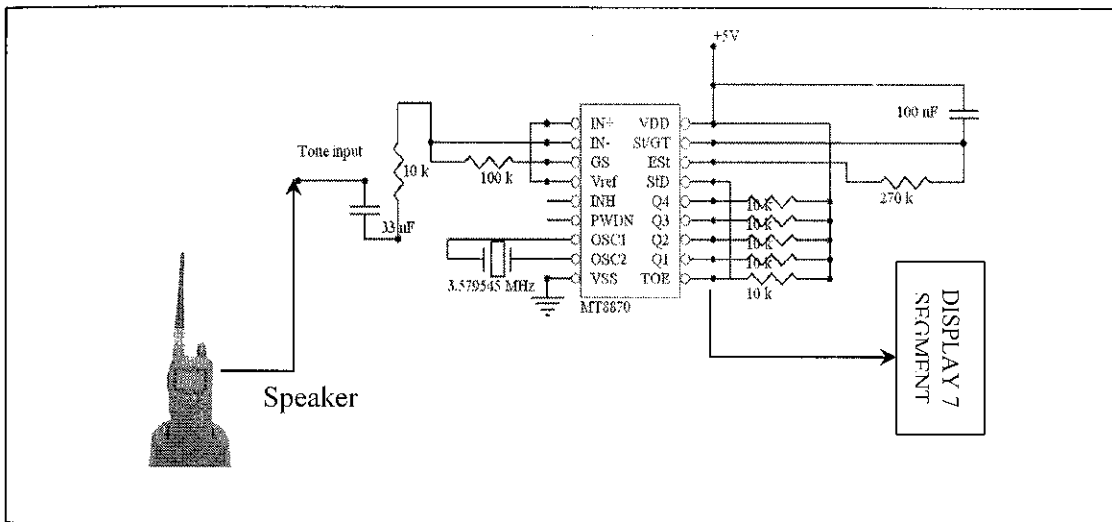 +5V
100 nF
Tone input
10 k
33 nF
100 k
IN+
IN-
GS
Vref
INH
PWDN
OSC1
OSC2
VSS
VDD
St/GT
ESt
StD
Q4
Q3
Q2
Q1
TOE
MT8870
3.579545 MHz
270 k
10 k
10 k
10 k
10 k
10 k
Speaker
DISPLAY 7
SEGMENT